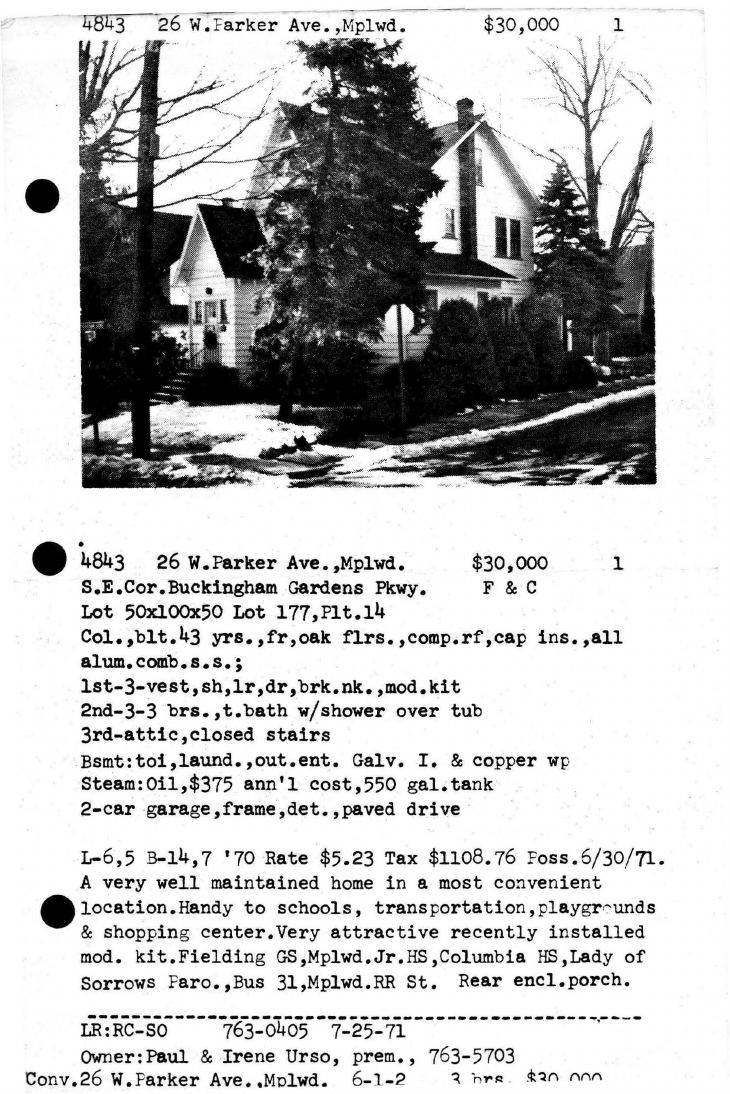 4843 26 W.Parker Ave.,Mplwd. $30,000 1
4843 26 W.Parker Ave.,Mplwd. $30,000 1
S.E.Cor.Buckingham Gardens Pkwy. F & C
Lot 50x100x50 Lot 177,Plt.14
Col.,blt.43 yrs.,fr,oak flrs.,comp.rf,cap ins.,all
alum.comb.s.s.;
1st-3-vest,sh,lr,dr,brk.nk.,mod.kit
2nd-3-3 brs.,t.bath w/shower over tub
3rd-attic,closed stairs
Bsmt:toi,laund.,out.ent. Galv. I. & copper wp
Steam:Oil,$375 ann'l cost,550 gal.tank
2-car garage,frame,det.,paved drive
L-6,5 B-14,7 '70 Rate $5.23 Tax $1108.76 Poss.6/30/71.
A very well maintained home in a most convenient
location.Handy to schools, transportation,playgrounds
& shopping center.Very attractive recently installed
mod. kit.Fielding GS,Mplwd.Jr.HS,Columbia HS,Lady of
Sorrows Paro.,Bus 31,Mplwd.RR St. Rear encl.porch.
LR:RC-SO 763-0405 7-25-71
Owner:Paul & Irene Urso, prem., 763-5703
Conv.26 W.Parker Ave.,Mplwd. 6-1-2 3 brs. $30,000